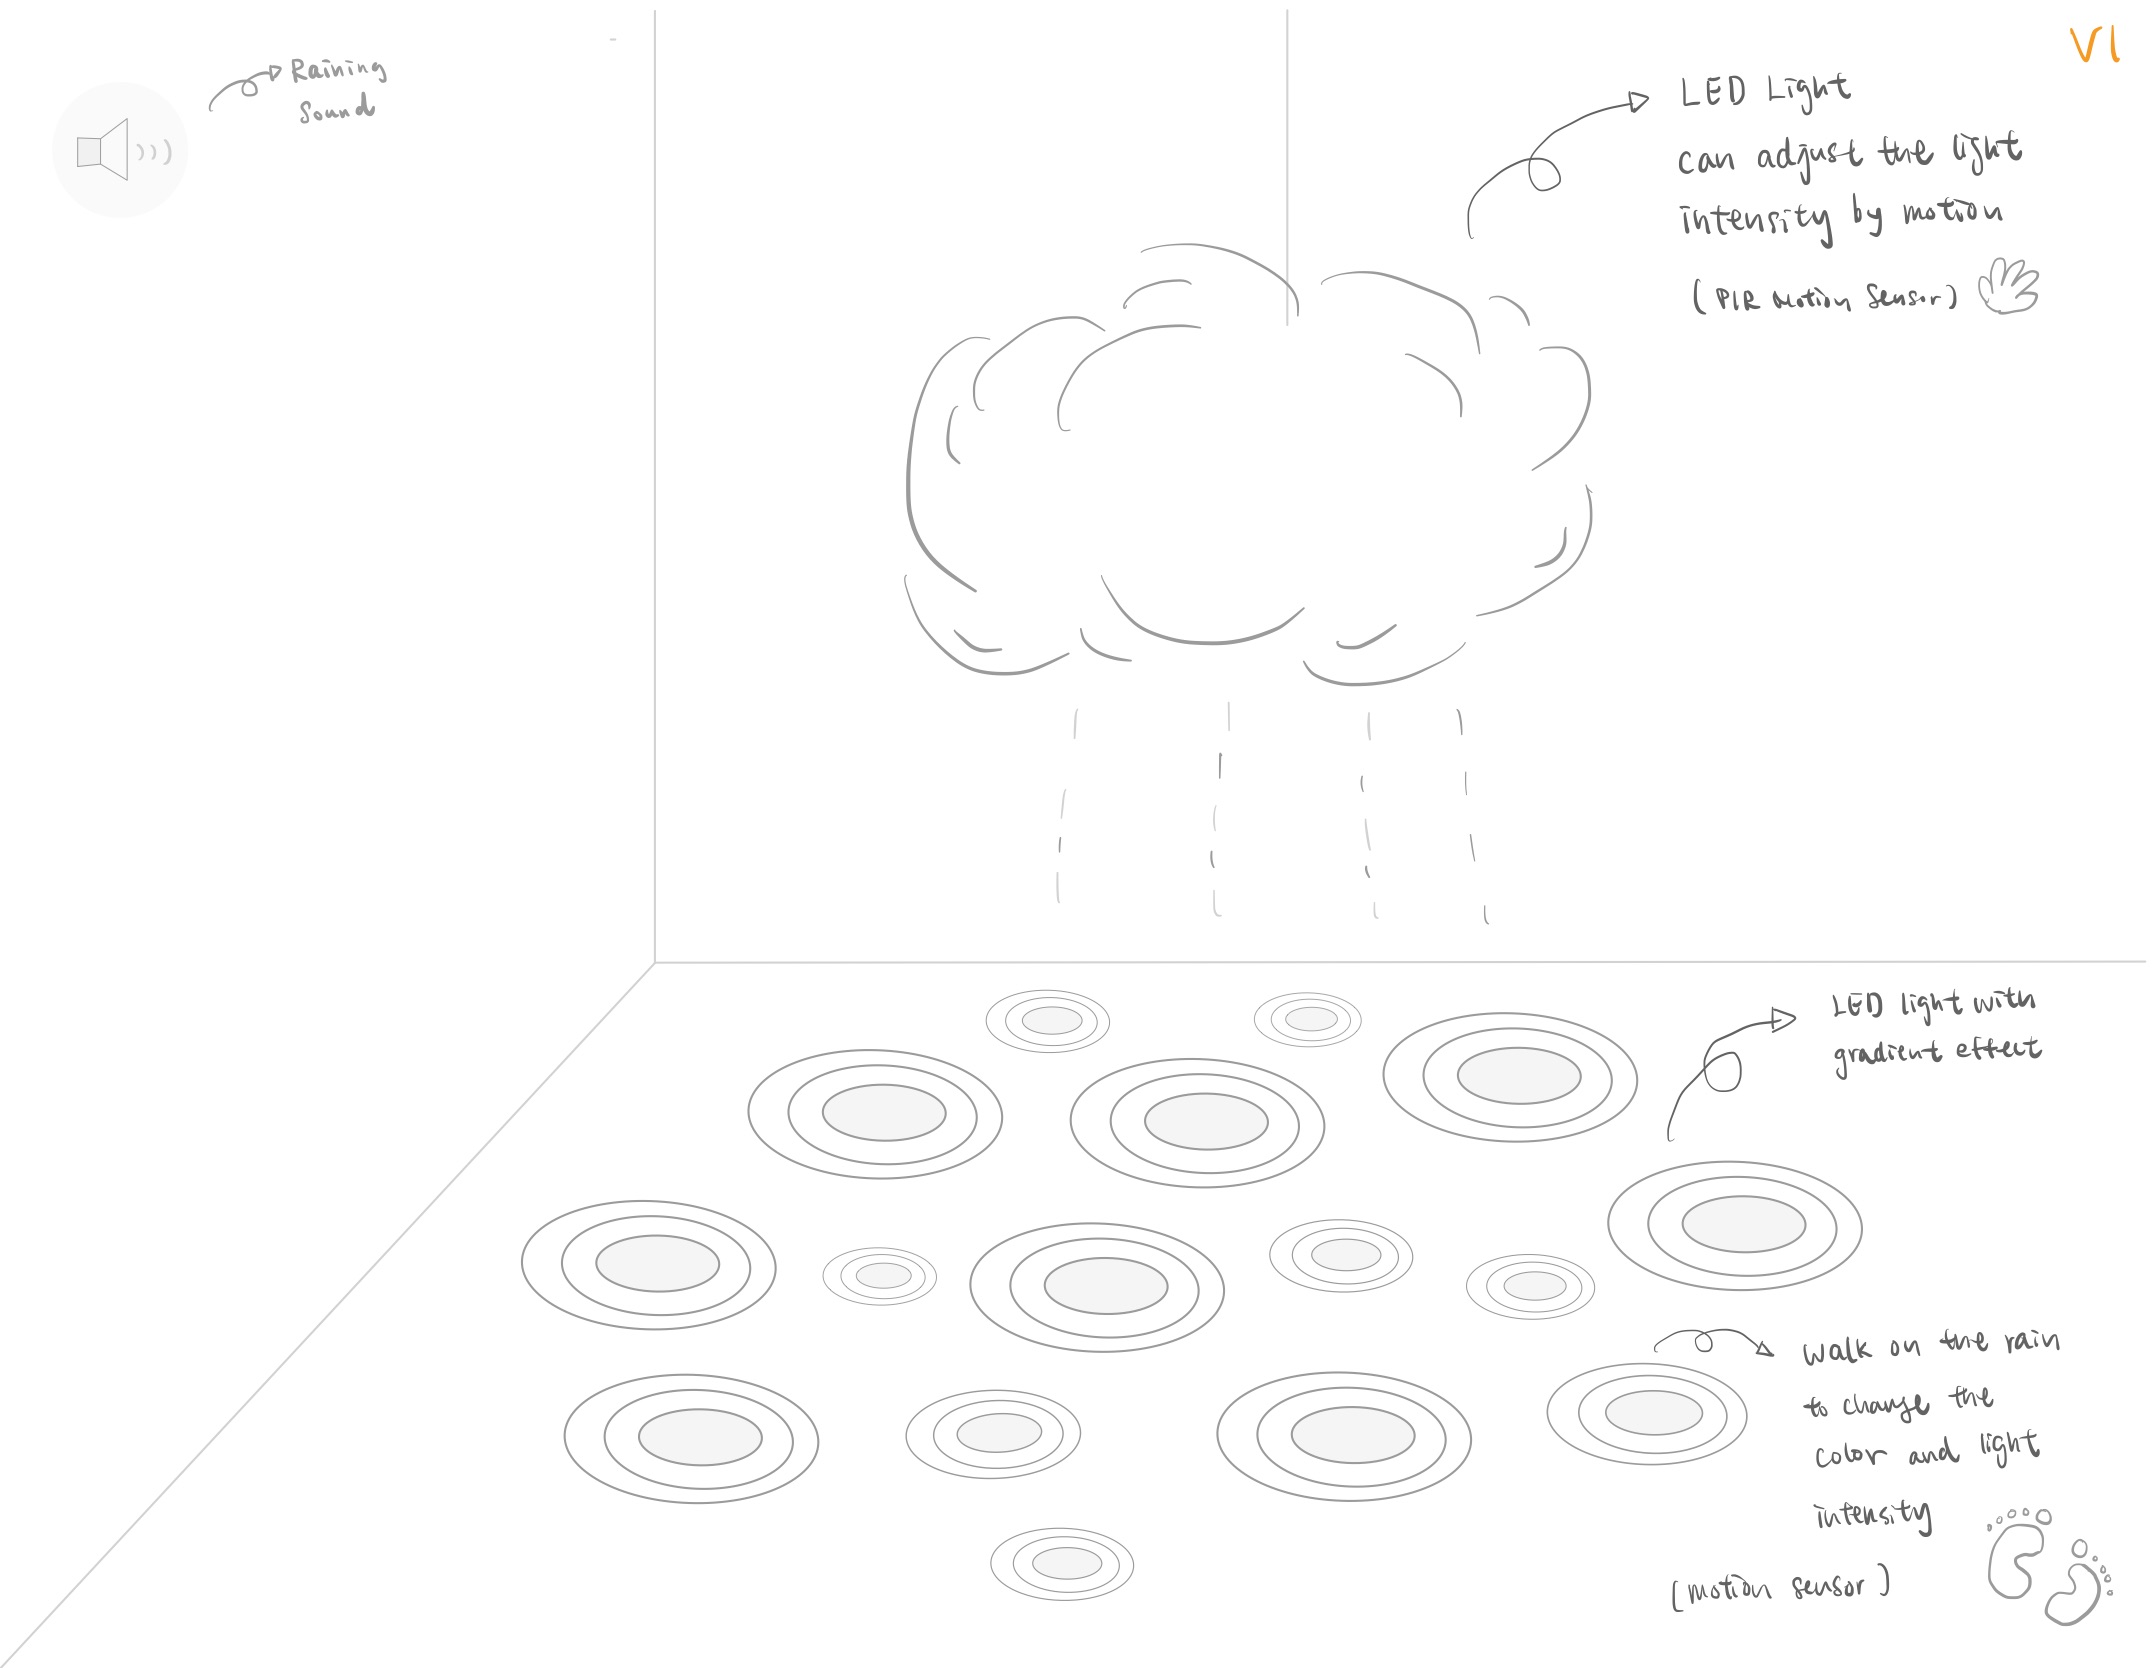 V1
Raining
Sound
LED Light
can adjust the light
intensity by motion
(PIR Motion Sensor)
LED light with
gradient effect
walk on the rain
to change the
color and light
intensity
(motion sensor)